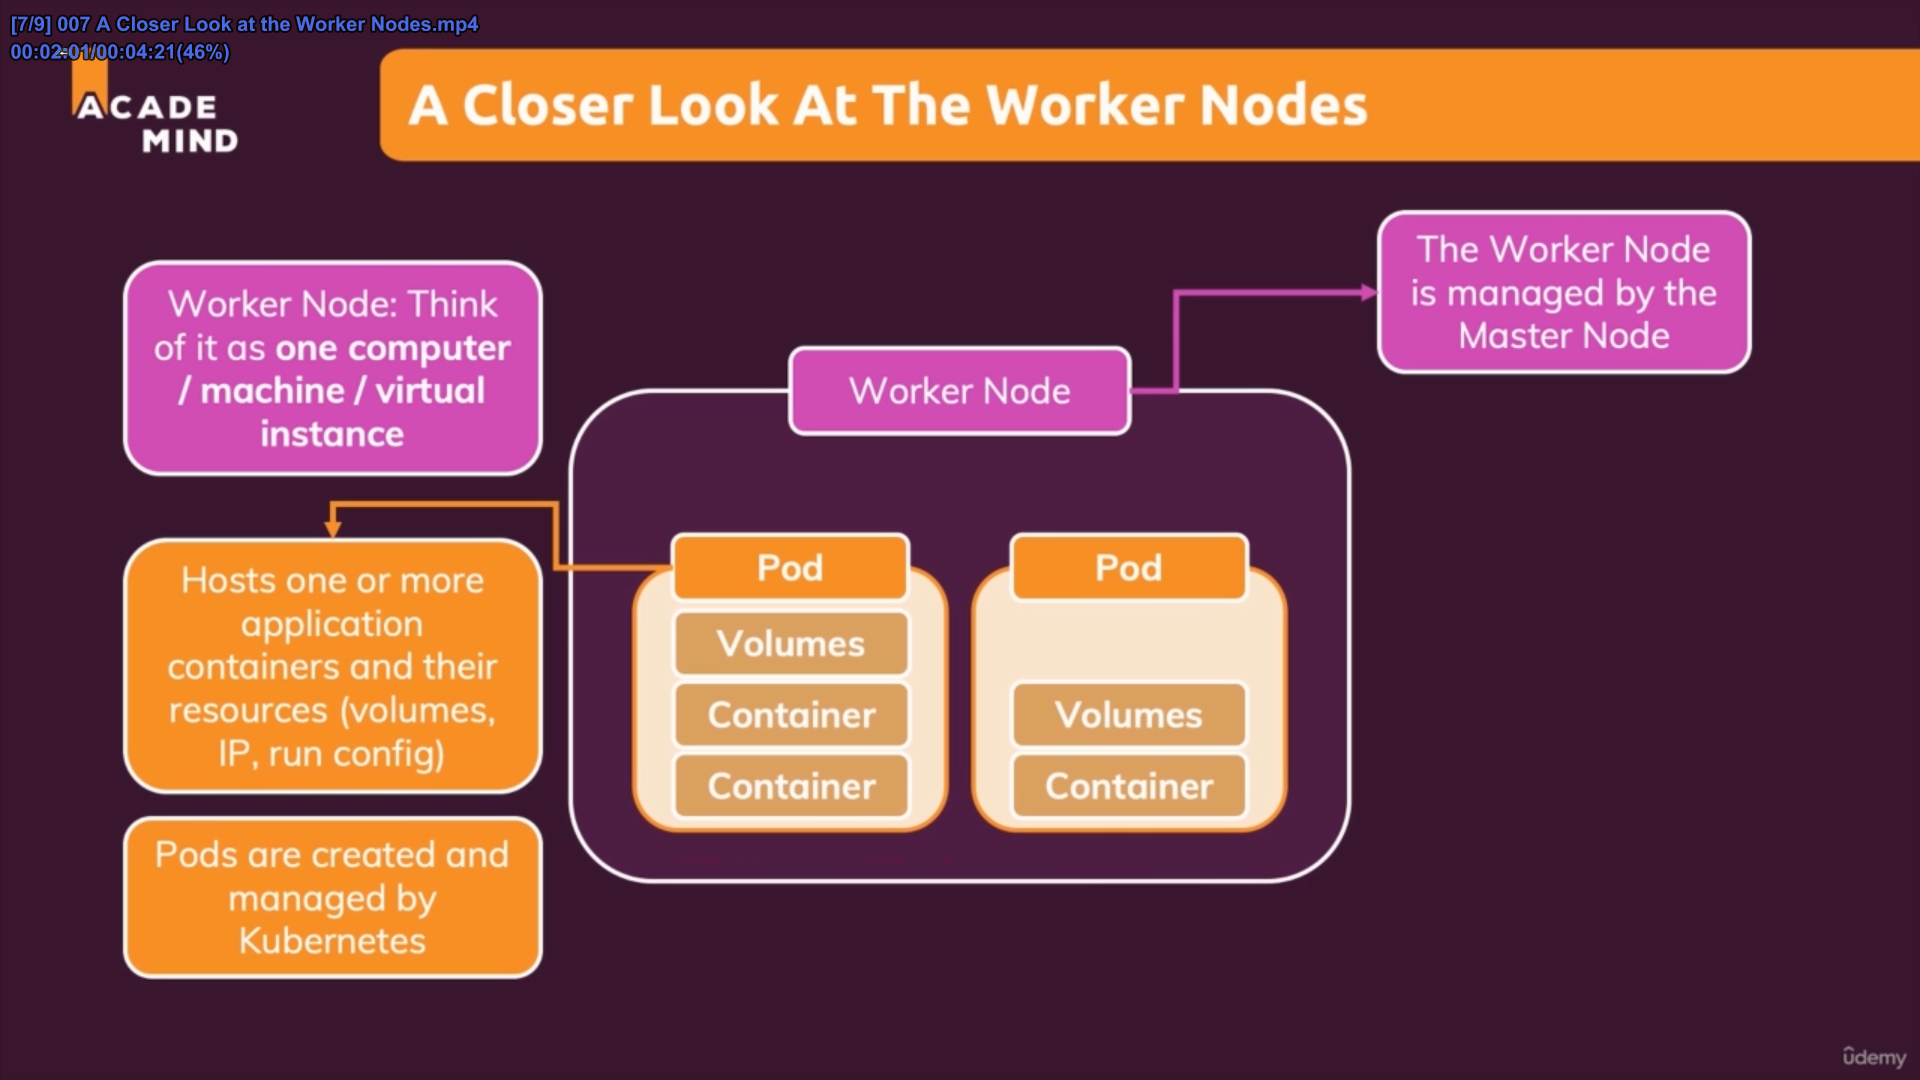 [7/9] 007 A Closer Look at the Worker Nodes.mp4
00:02:01/00:04:21(46%)
ACADE
MIND
A Closer Look At The Worker Nodes
The Worker Node
is managed by the
Master Node
Worker Node: Think
of it as one computer
/ machine / virtual
instance
Worker Node
Hosts one or more
application
containers and their
resources (volumes,
IP, run config)
Pod
Volumes
Container
Container
Pod
Volumes
Container
Pods are created and
managed by
Kubernetes
ûdemy